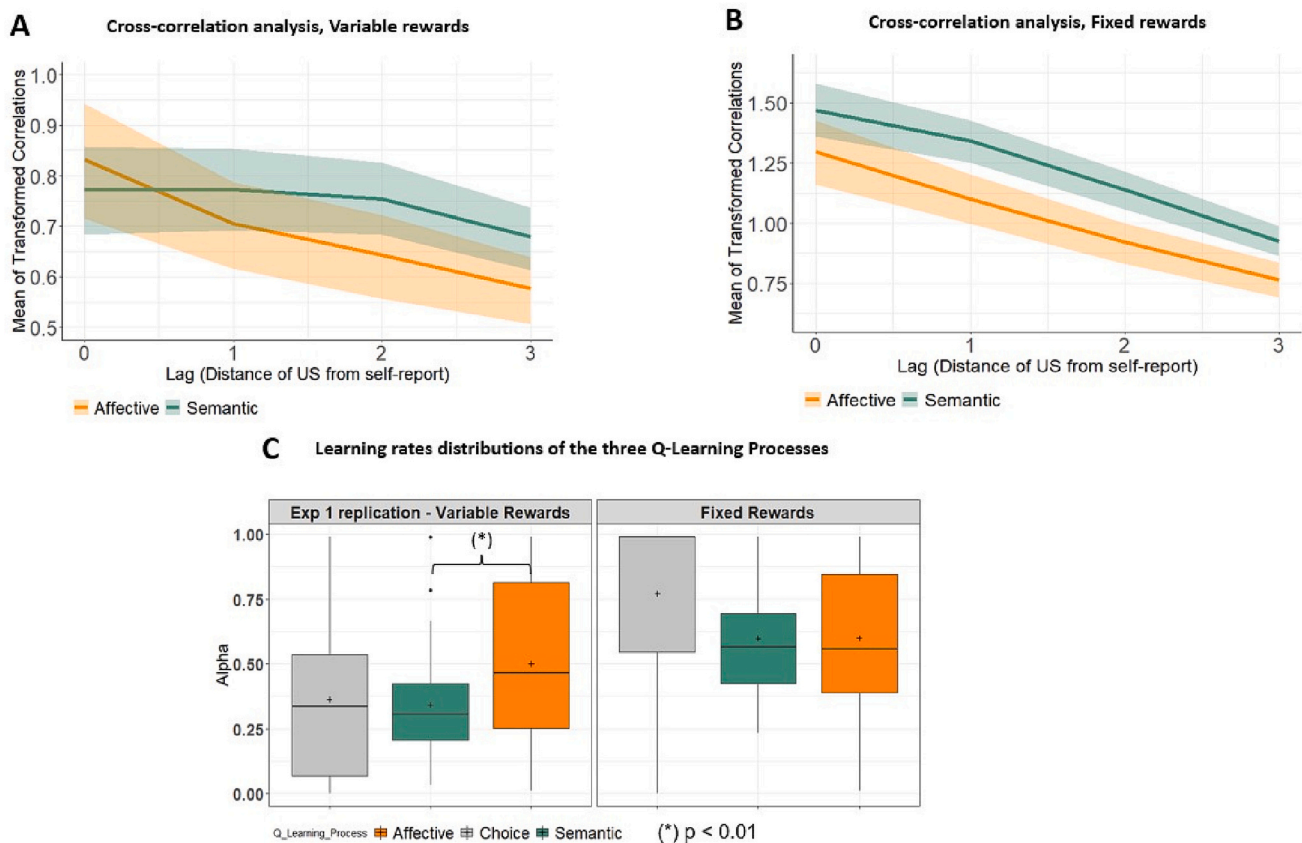 A
Cross-correlation analysis, Variable rewards
Mean of Transformed Correlations
1.0
0.9
0.8
0.7
0.6
0.5
0
1
2
3
Lag (Distance of US from self-report)
Affective
Semantic
B
Cross-correlation analysis, Fixed rewards
Mean of Transformed Correlations
1.50
1.25
1.00
0.75
0
1
2
3
Lag (Distance of US from self-report)
Affective
Semantic
C
Learning rates distributions of the three Q-Learning Processes
Exp 1 replication - Variable Rewards
Fixed Rewards
Alpha
1.00
0.75
0.50
0.25
0.00
(*)
Q_Learning_Process
Affective
Choice
Semantic
(*) p < 0.01